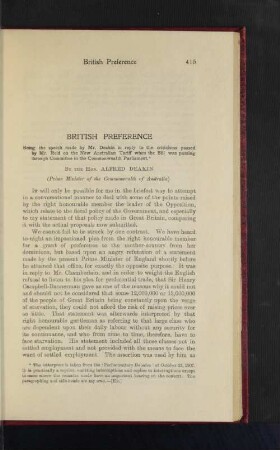 British Preference 415
BRITISH PREFERENCE
Being the speech made by Mr. Deakin in reply to the criticisms passed
by Mr. Reid on the New Australian Tariff when the Bill was passing
through Committee in the Commonwealth Parliament.*
By the Hon. ALFRED DEAKIN
(Prime Minister of the Commonwealth of Australia)
It will only be possible for me in the briefest way to attempt
in a conversational manner to deal with some of the points raised
by the right honourable member the leader of the Opposition,
which relate to the fiscal policy of the Government, and especially
to my statement of that policy made in Great Britain, comparing
it with the actual proposals now submitted.
We cannot fail to be struck by one contrast. We have heard
to-night an impassioned plea from the right honourable member
for a grant of preference to the mother-country from her
dominions, but based upon an angry refutation of a statement
made by the present Prime Minister of England shortly before
he attained that office, for exactly the opposite purpose. It was
in reply to Mr. Chamberlain, and in order to weight the English
refusal to listen to his plea for preferential trade, that Sir Henry
Campbell-Bannerman gave as one of the reasons why it could not
and should not be considered that some 12,000,000 or 13,000,000
of the people of Great Britain being constantly upon the verge
of starvation, they could not afford the risk of raising prices ever
so little. That statement was afterwards interpreted by that
right honourable gentleman as referring to that large class who
are dependent upon their daily labour without any security for
its continuance, and who from time to time, therefore, have to
face starvation. His statement included all those classes not in
settled employment and not provided with the means to face the
want of settled employment. The assertion was used by him as